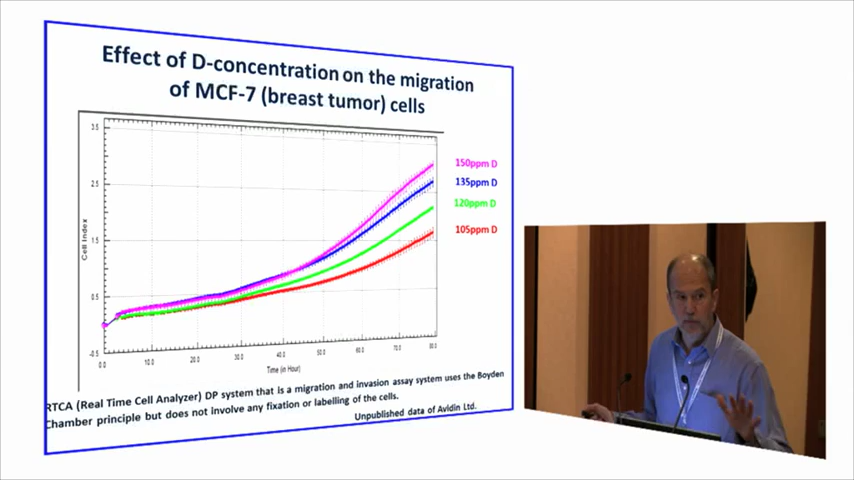 Effect of D-concentration on the migration
of MCF-7 (breast tumor) cells
3.5
2.5
1.5
0.5
-0.5
Cell Index
0.0 10.0 20.0 30.0 40.0 50.0 60.0 70.0 80.0
Time (in Hour)
150ppm D
135ppm D
120ppm D
105ppm D
RTCA (Real Time Cell Analyzer) DP system that is a migration and invasion assay system uses the Boyden
Chamber principle but does not involve any fixation or labelling of the cells.
Unpublished data of Avidin Ltd.